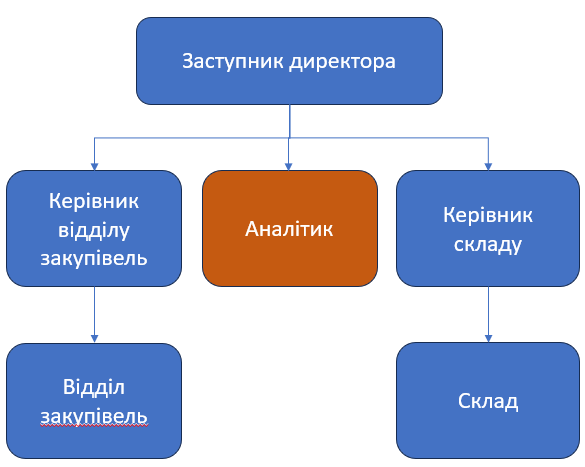 Заступник директора
Керівник
відділу
закупівель
Аналітик
Керівник
складу
Відділ
закупівель
Склад